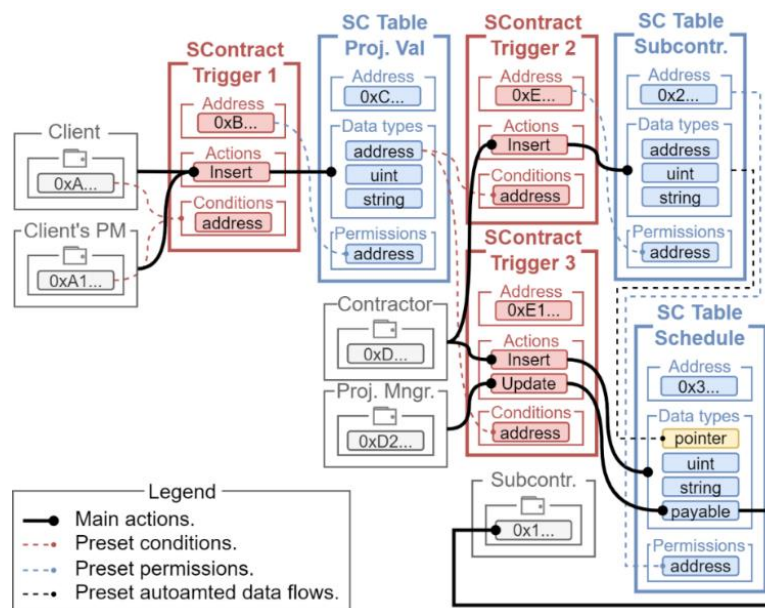 SContract
Trigger 1
Address
0xB...
Actions
Insert
Conditions
address
SC Table
Proj. Val
Address
0xC...
Data types
address
uint
string
Permissions
address
SContract
Trigger 2
Address
0xE...
Actions
Insert
Conditions
address
SC Table
Subcontr.
Address
0x2...
Data types
address
uint
string
Permissions
address
Client
0xA...
Client's PM
0xA1...
SContract
Trigger 3
Address
0xE1...
Actions
Insert
Update
Conditions
address
Contractor
0xD...
Proj. Mngr.
0xD2...
SC Table
Schedule
Address
0x3...
Data types
pointer
uint
string
payable
Permissions
address
Subcontr.
0x1...
Legend
Main actions.
Preset conditions.
Preset permissions.
Preset autoamted data flows.